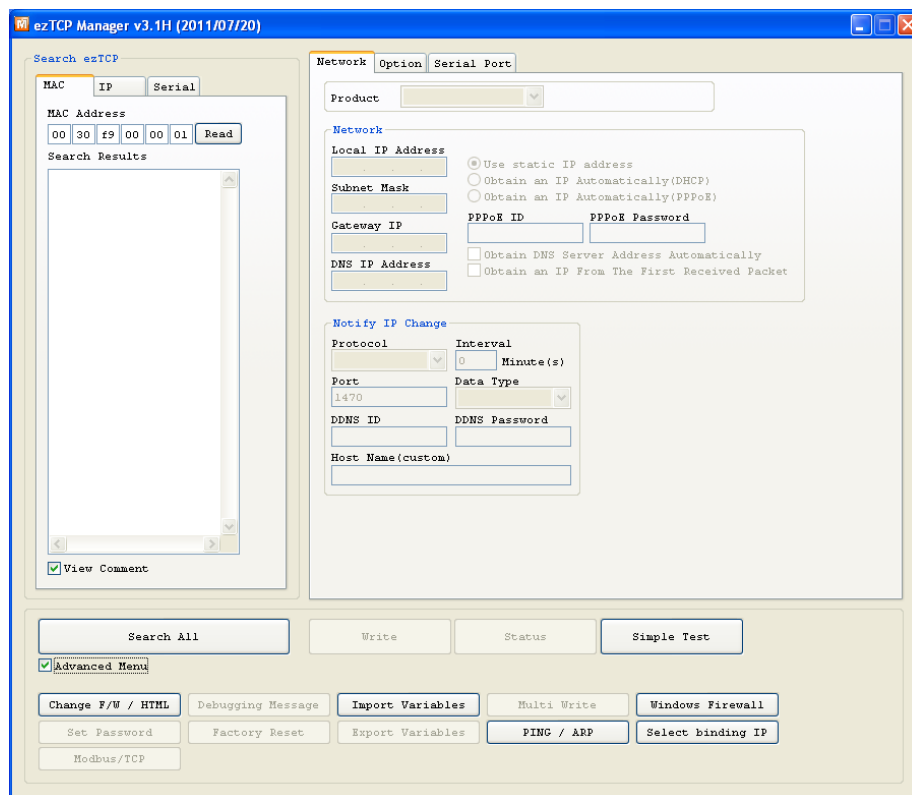 ezTCP Manager v3.1H (2011/07/20)
Search ezTCP
MAC IP Serial
MAC Address
00 30 f9 00 00 01 Read
Search Results
View Comment
Network Option Serial Port
Product
Network
Local IP Address
Subnet Mask
Gateway IP
DNS IP Address
Use static IP address
Obtain an IP Automatically(DHCP)
Obtain an IP Automatically(PPPoE)
PPPoE ID PPPoE Password
Obtain DNS Server Address Automatically
Obtain an IP From The First Received Packet
Notify IP Change
Protocol Interval
0 Minute(s)
Port Data Type
1470
DDNS ID DDNS Password
Host Name(custom)
Search All Write Status Simple Test
Advanced Menu
Change F/W / HTML Debugging Message Import Variables Multi Write Windows Firewall
Set Password Factory Reset Export Variables PING / ARP Select binding IP
Modbus/TCP